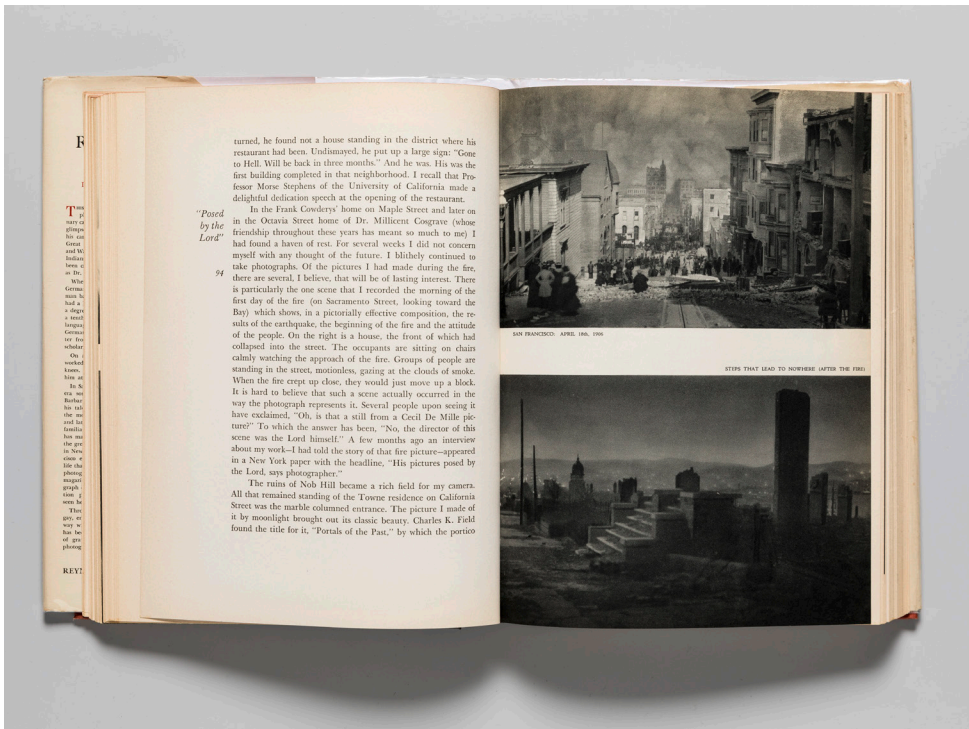 turned, he found not a house standing in the district where his
restaurant had been. Undismayed, he put up a large sign: “Gone
to Hell. Will be back in three months.” And he was. His was the
first building completed in that neighborhood. I recall that Pro-
fessor Morse Stephens of the University of California made a
delightful dedication speech at the opening of the restaurant.
In the Frank Cowderys’ home on Maple Street and later on
in the Octavia Street home of Dr. Millicent Cosgrave (whose
friendship throughout these years has meant so much to me) I
had found a haven of rest. For several weeks I did not concern
myself with any thought of the future. I blithely continued to
take photographs. Of the pictures I had made during the fire,
there are several, I believe, that will be of lasting interest. There
is particularly the one scene that I recorded the morning of the
first day of the fire (on Sacramento Street, looking toward the
Bay) which shows, in a pictorially effective composition, the re-
sults of the earthquake, the beginning of the fire and the attitude
of the people. On the right is a house, the front of which had
collapsed into the street. The occupants are sitting on chairs
calmly watching the approach of the fire. Groups of people are
standing in the street, motionless, gazing at the clouds of smoke.
When the fire crept up close, they would just move up a block.
It is hard to believe that such a scene actually occurred in the
way the photograph represents it. Several people upon seeing it
have exclaimed, “Oh, is that a still from a Cecil De Mille pic-
ture?” To which the answer has been, “No, the director of this
scene was the Lord himself.” A few months ago an interview
about my work—I had told the story of that fire picture—appeared
in a New York paper with the headline, “His pictures posed by
the Lord, says photographer.”
The ruins of Nob Hill became a rich field for my camera.
All that remained standing of the Towne residence on California
Street was the marble columned entrance. The picture I made of
it by moonlight brought out its classic beauty. Charles K. Field
found the title for it, “Portals of the Past,” by which the portico
“Posed
by the
Lord”
94
SAN FRANCISCO: APRIL 18th, 1906
STEPS THAT LEAD TO NOWHERE (AFTER THE FIRE)